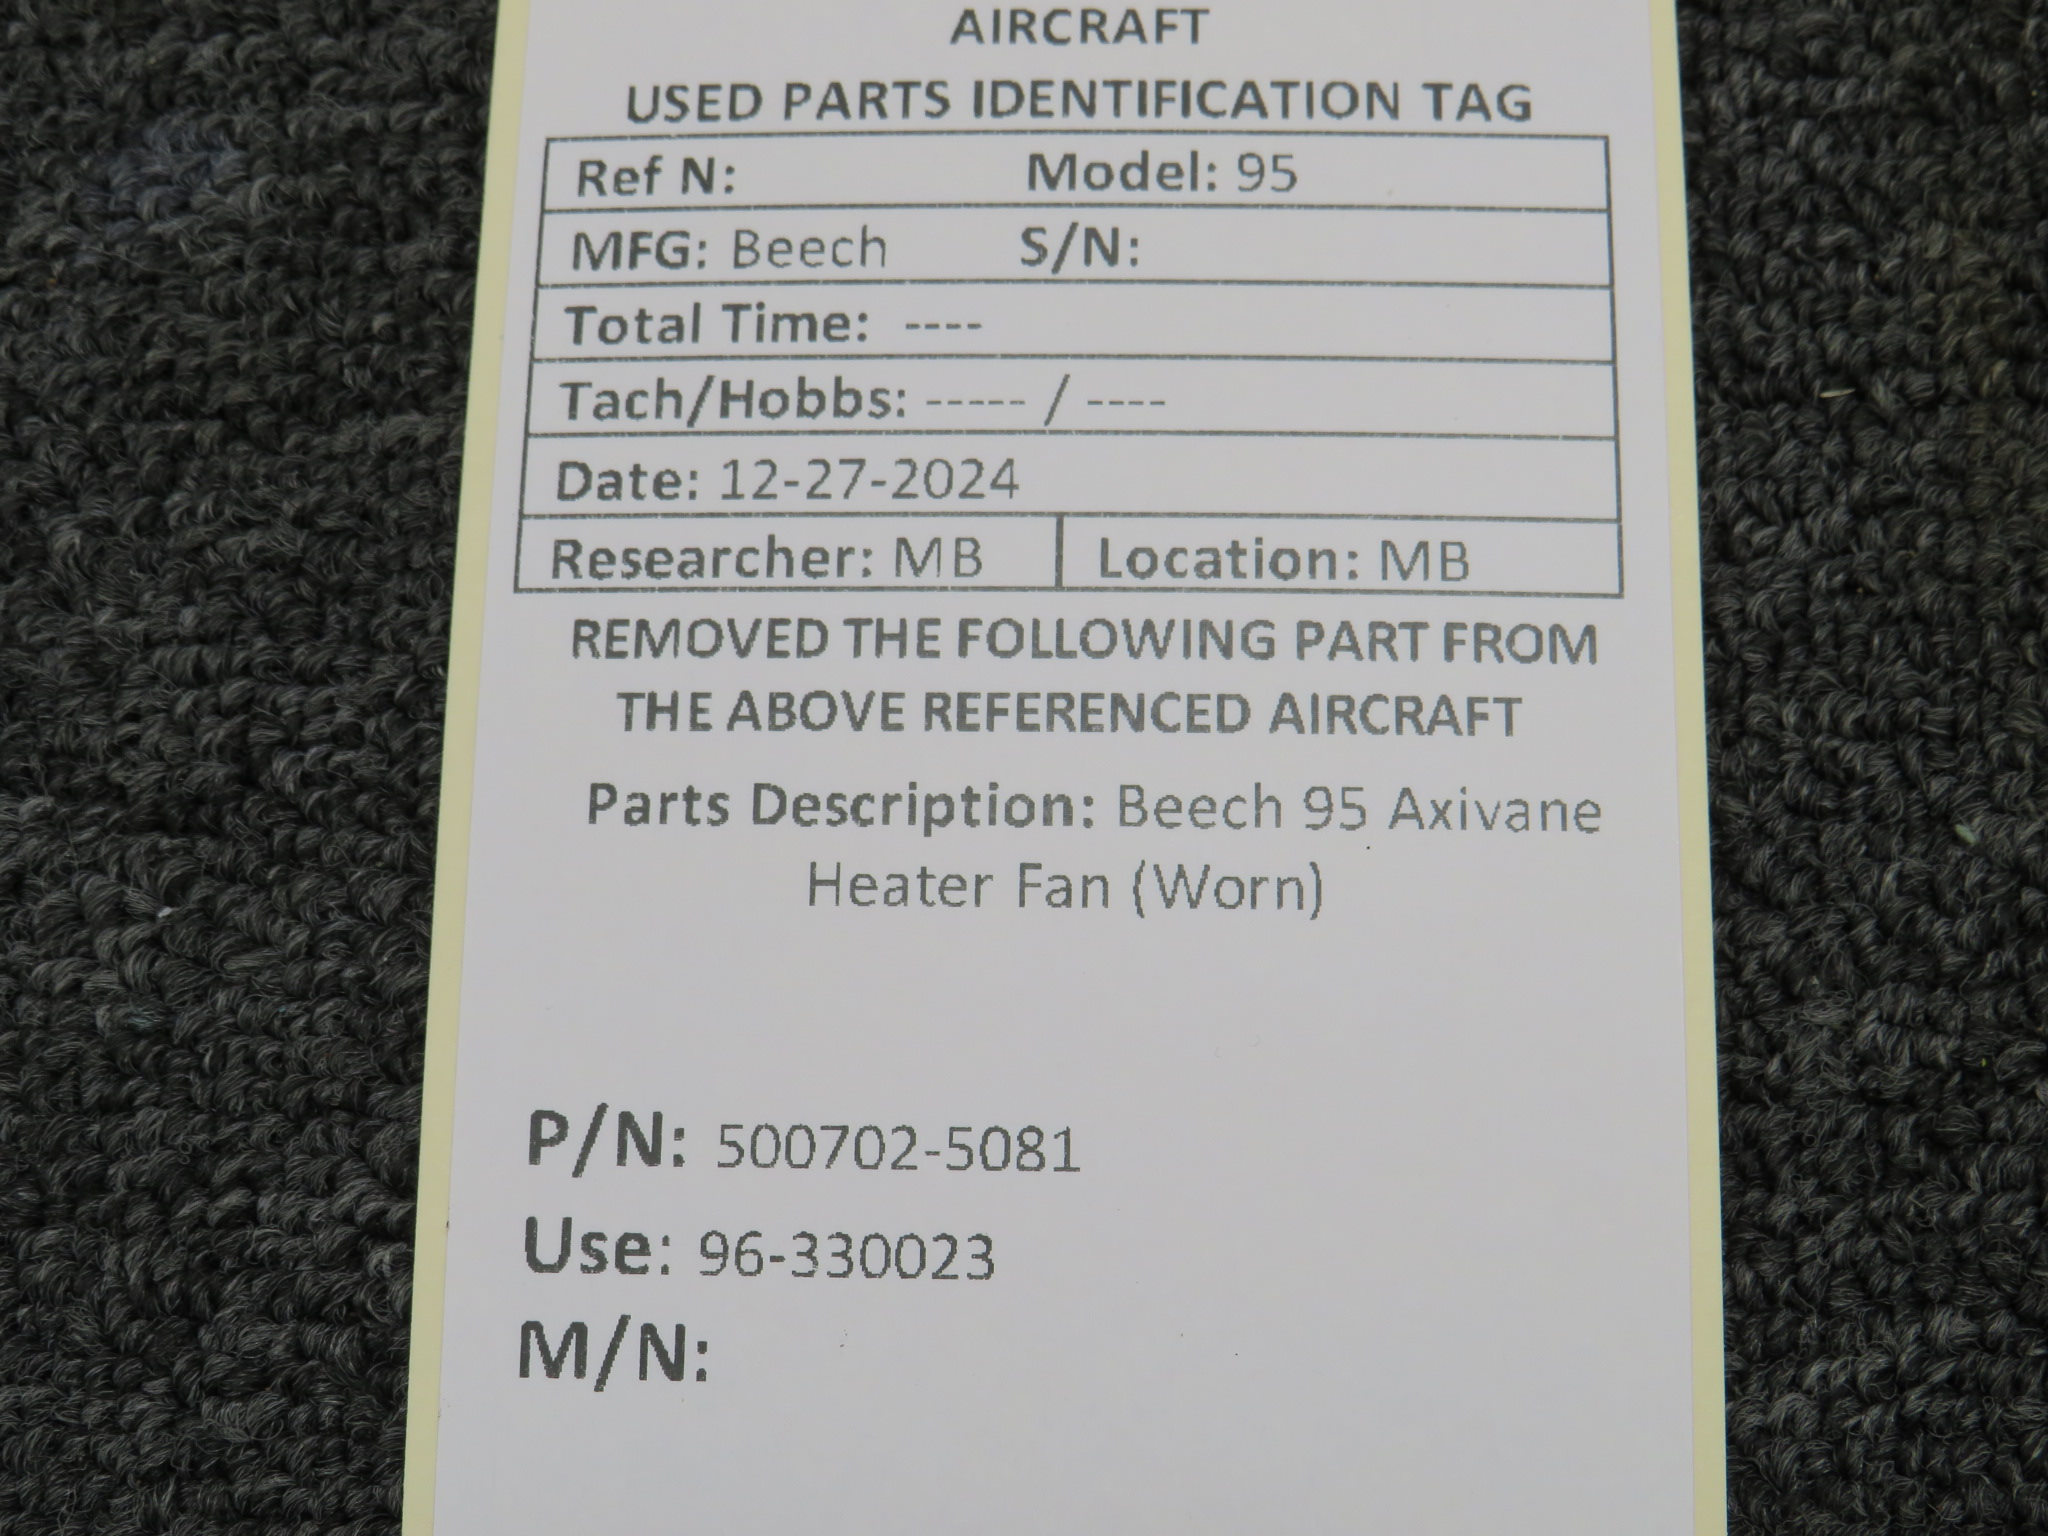 AIRCRAFT
USED PARTS IDENTIFICATION TAG
Ref N: Model: 95
MFG: Beech S/N:
Total Time: ----
Tach/Hobbs: ----- / ----
Date: 12-27-2024
Researcher: MB Location: MB
REMOVED THE FOLLOWING PART FROM
THE ABOVE REFERENCED AIRCRAFT
Parts Description: Beech 95 Axivane
Heater Fan (Worn)
P/N: 500702-5081
Use: 96-330023
M/N: